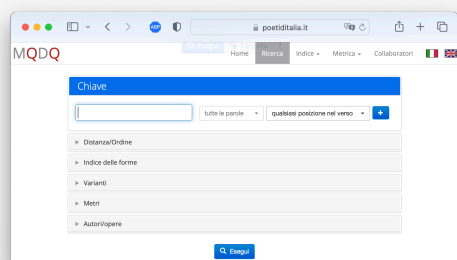 ABP poetiditalia.it
MQDQ Home Ricerca Indice Metrica Collaboratori
Chiave
tutte le parole qualsiasi posizione nel verso +
Distanza/Ordine
Indice delle forme
Varianti
Metri
Autori/opere
Esegui